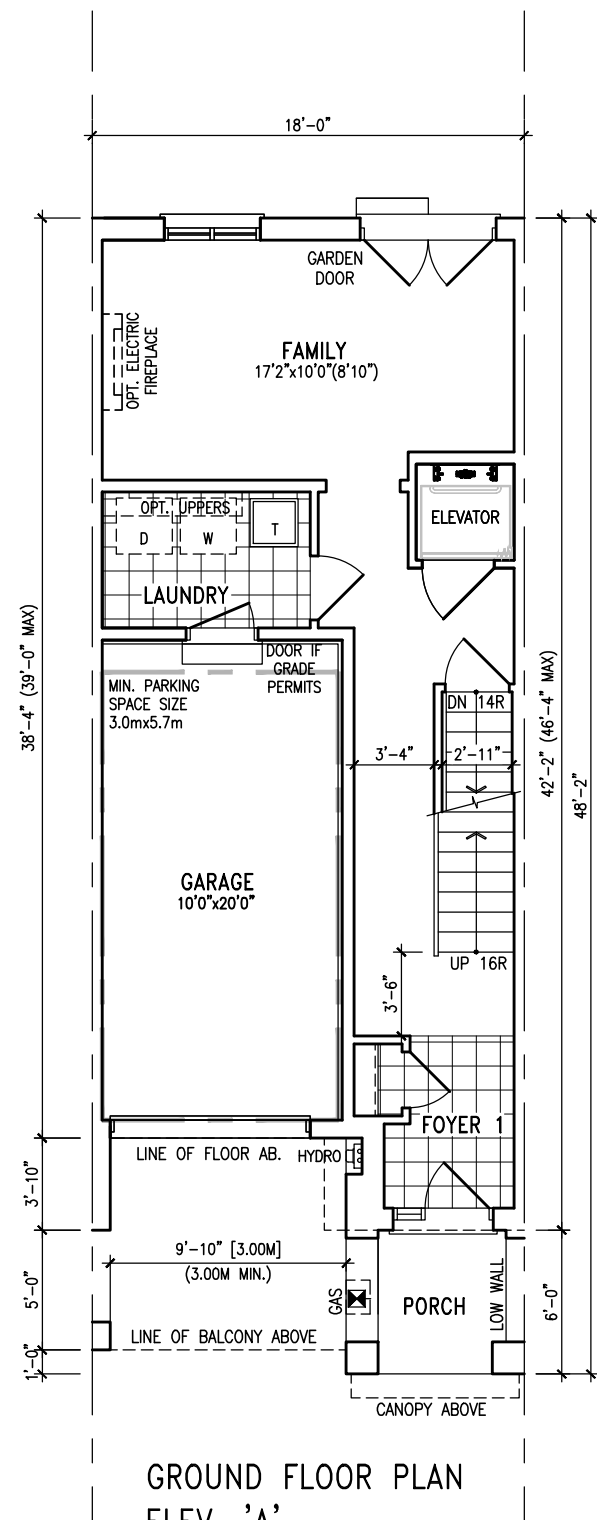 18'-0"
GARDEN
DOOR
OPT. ELECTRIC
FIREPLACE
FAMILY
17'2"x10'0"(8'10")
ELEVATOR
OPT. UPPERS
D
W
T
LAUNDRY
DOOR IF
GRADE
PERMITS
MIN. PARKING
SPACE SIZE
3.0mx5.7m
DN 14R
3'-4"
2'-11"
38'-4" (39'-0" MAX)
42'-2" (46'-4" MAX)
48'-2"
GARAGE
10'0"x20'0"
UP 16R
3'-6"
FOYER 1
LINE OF FLOOR AB.
HYDRO
3'-10"
9'-10" [3.00M]
(3.00M MIN.)
5'-0"
GAS
PORCH
LOW WALL
6'-0"
LINE OF BALCONY ABOVE
1'-0"
CANOPY ABOVE
GROUND FLOOR PLAN
ELEV. 'A'